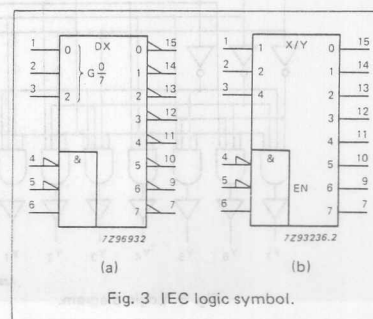 DX
1 0 0 15
2 G 0/7 1 14
3 2 2 13
3 12
4 11
4 & 5 10
5 6 9
6 7 7
7Z96932
(a)
X/Y
1 1 0 15
2 2 1 14
3 4 2 13
3 12
4 11
4 & 5 10
5 EN 6 9
6 7 7
7Z93236.2
(b)
Fig. 3 IEC logic symbol.